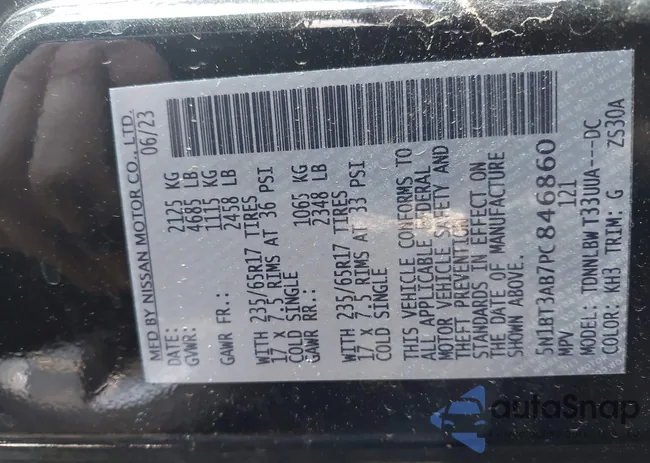 MFD BY NISSAN MOTOR CO., LTD.
DATE: 06/23
GVWR: 2125 KG
4685 LB
GAWR FR.: 1115 KG
2458 LB
WITH 235/65R17 TIRES
17 X 7.5 RIMS AT 36 PSI
COLD SINGLE
GAWR RR.: 1065 KG
2348 LB
WITH 235/65R17 TIRES
17 X 7.5 RIMS AT 33 PSI
COLD SINGLE
THIS VEHICLE CONFORMS TO
ALL APPLICABLE FEDERAL
MOTOR VEHICLE SAFETY AND
THEFT PREVENTION
STANDARDS IN EFFECT ON
THE DATE OF MANUFACTURE
SHOWN ABOVE.
5N1BT3AB7PC846860
MPV 121
MODEL: TDNNLBW T33UUA---DC
COLOR: KH3 TRIM: G ZS30A
autoSnap